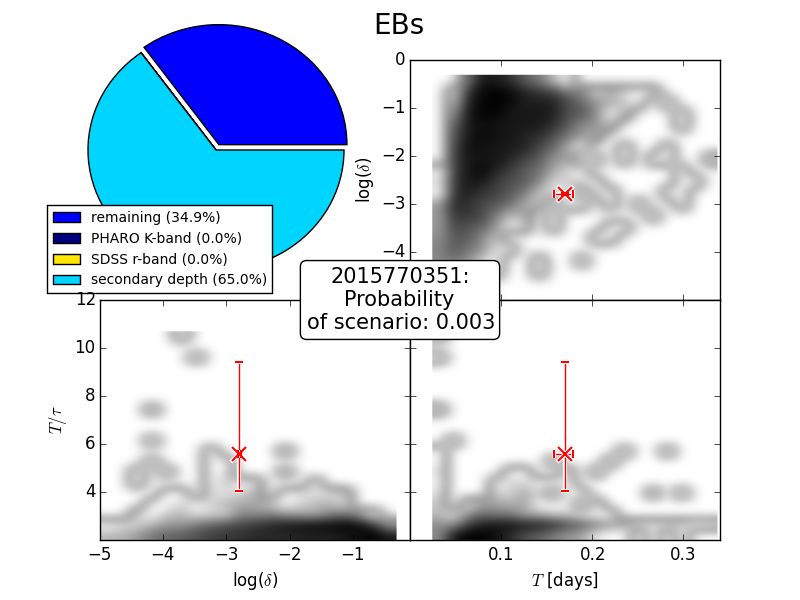 EBs
remaining (34.9%)
PHARO K-band (0.0%)
SDSS r-band (0.0%)
secondary depth (65.0%)
0
−1
−2
−3
−4
log(δ)
2015770351:
Probability
of scenario: 0.003
12
10
8
6
4
T/τ
−5 −4 −3 −2 −1
log(δ)
0.1 0.2 0.3
T [days]